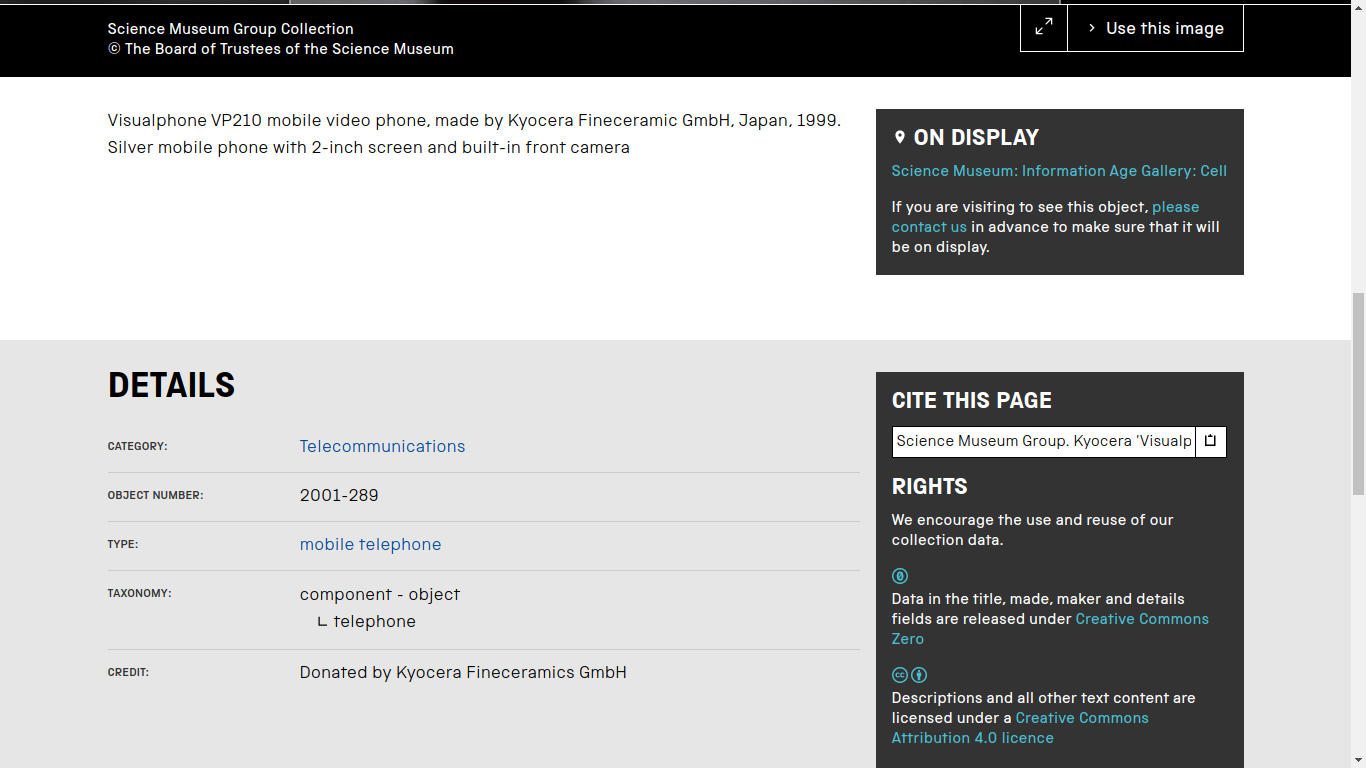 Science Museum Group Collection
© The Board of Trustees of the Science Museum
Use this image
Visualphone VP210 mobile video phone, made by Kyocera Fineceramic GmbH, Japan, 1999.
Silver mobile phone with 2-inch screen and built-in front camera
ON DISPLAY
Science Museum: Information Age Gallery: Cell
If you are visiting to see this object, please
contact us in advance to make sure that it will
be on display.
DETAILS
CATEGORY: Telecommunications
OBJECT NUMBER: 2001-289
TYPE: mobile telephone
TAXONOMY: component - object
telephone
CREDIT: Donated by Kyocera Fineceramics GmbH
CITE THIS PAGE
Science Museum Group. Kyocera 'Visualp
RIGHTS
We encourage the use and reuse of our
collection data.
Data in the title, made, maker and details
fields are released under Creative Commons
Zero
cc
Descriptions and all other text content are
licensed under a Creative Commons
Attribution 4.0 licence